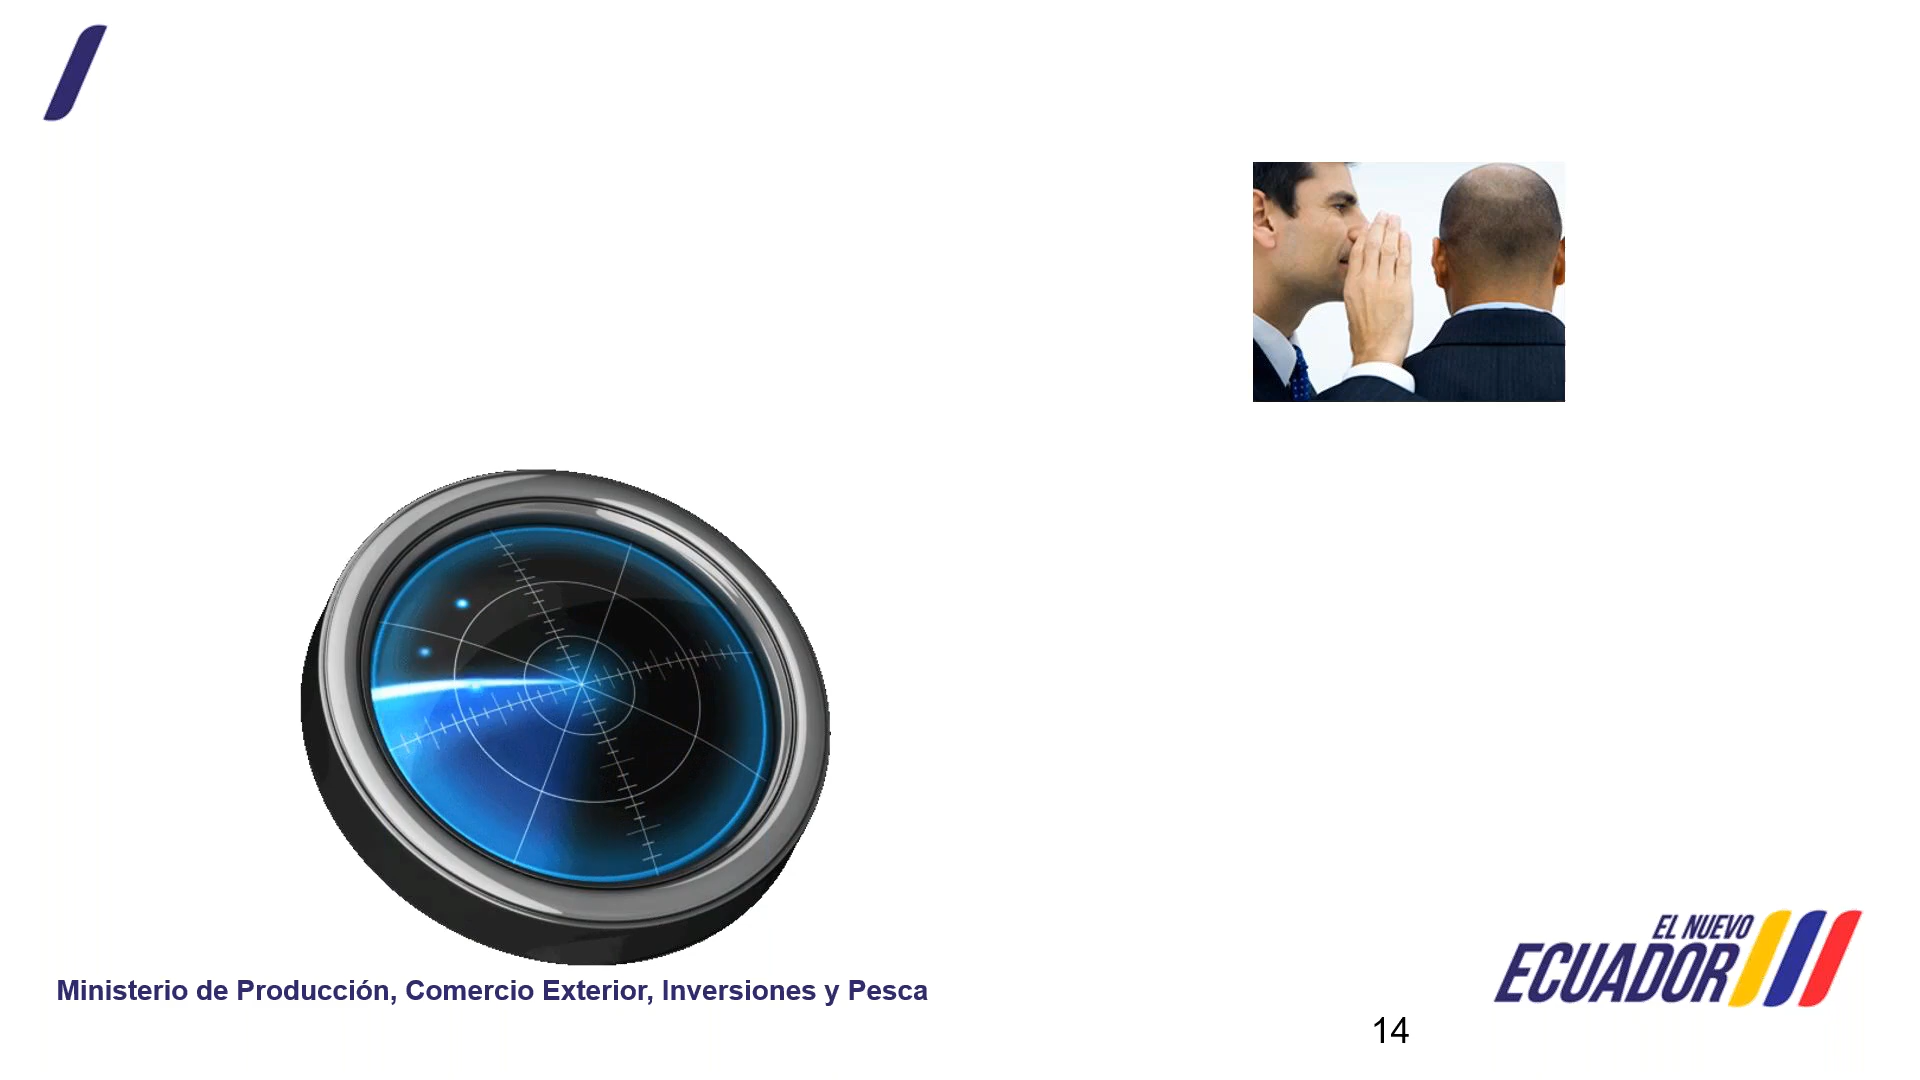 Ministerio de Producción, Comercio Exterior, Inversiones y Pesca
EL NUEVO
ECUADOR
14